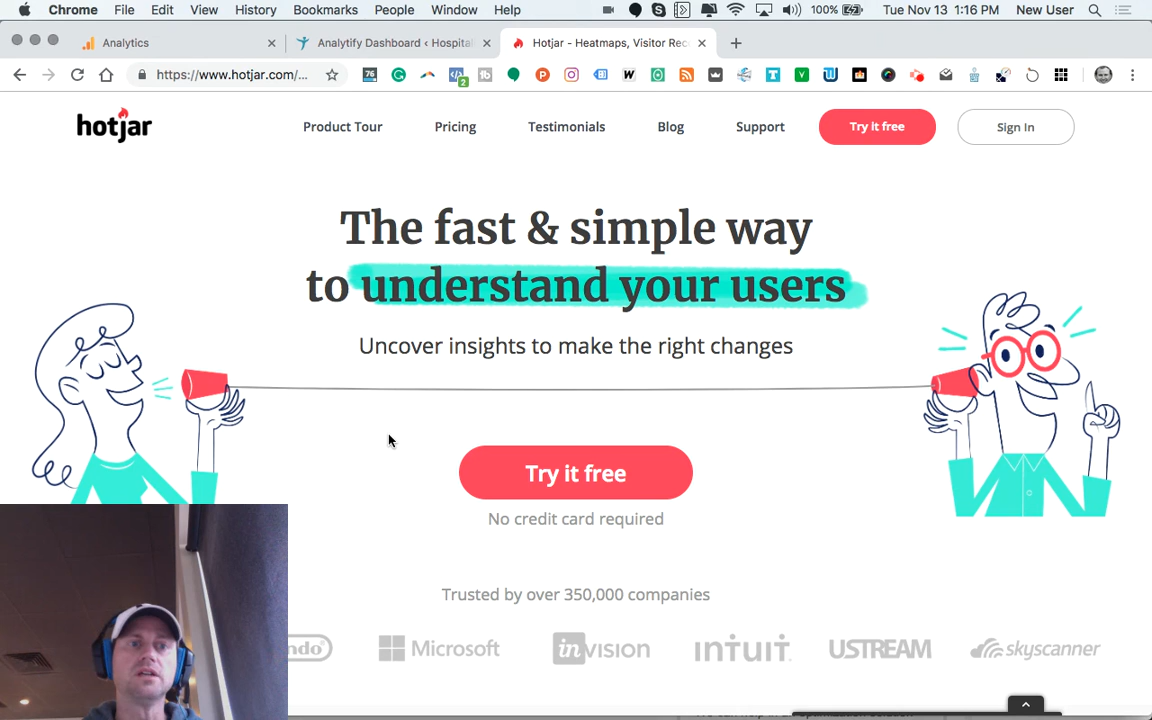 Chrome File Edit View History Bookmarks People Window Help 100% Tue Nov 13 1:16 PM New User
Analytics
Analytify Dashboard ‹ Hospita
Hotjar - Heatmaps, Visitor Rec
https://www.hotjar.com/...
76
2
hotjar
Product Tour Pricing Testimonials Blog Support Try it free Sign In
The fast & simple way
to understand your users
Uncover insights to make the right changes
Try it free
No credit card required
Trusted by over 350,000 companies
ndo Microsoft invision intuit USTREAM skyscanner